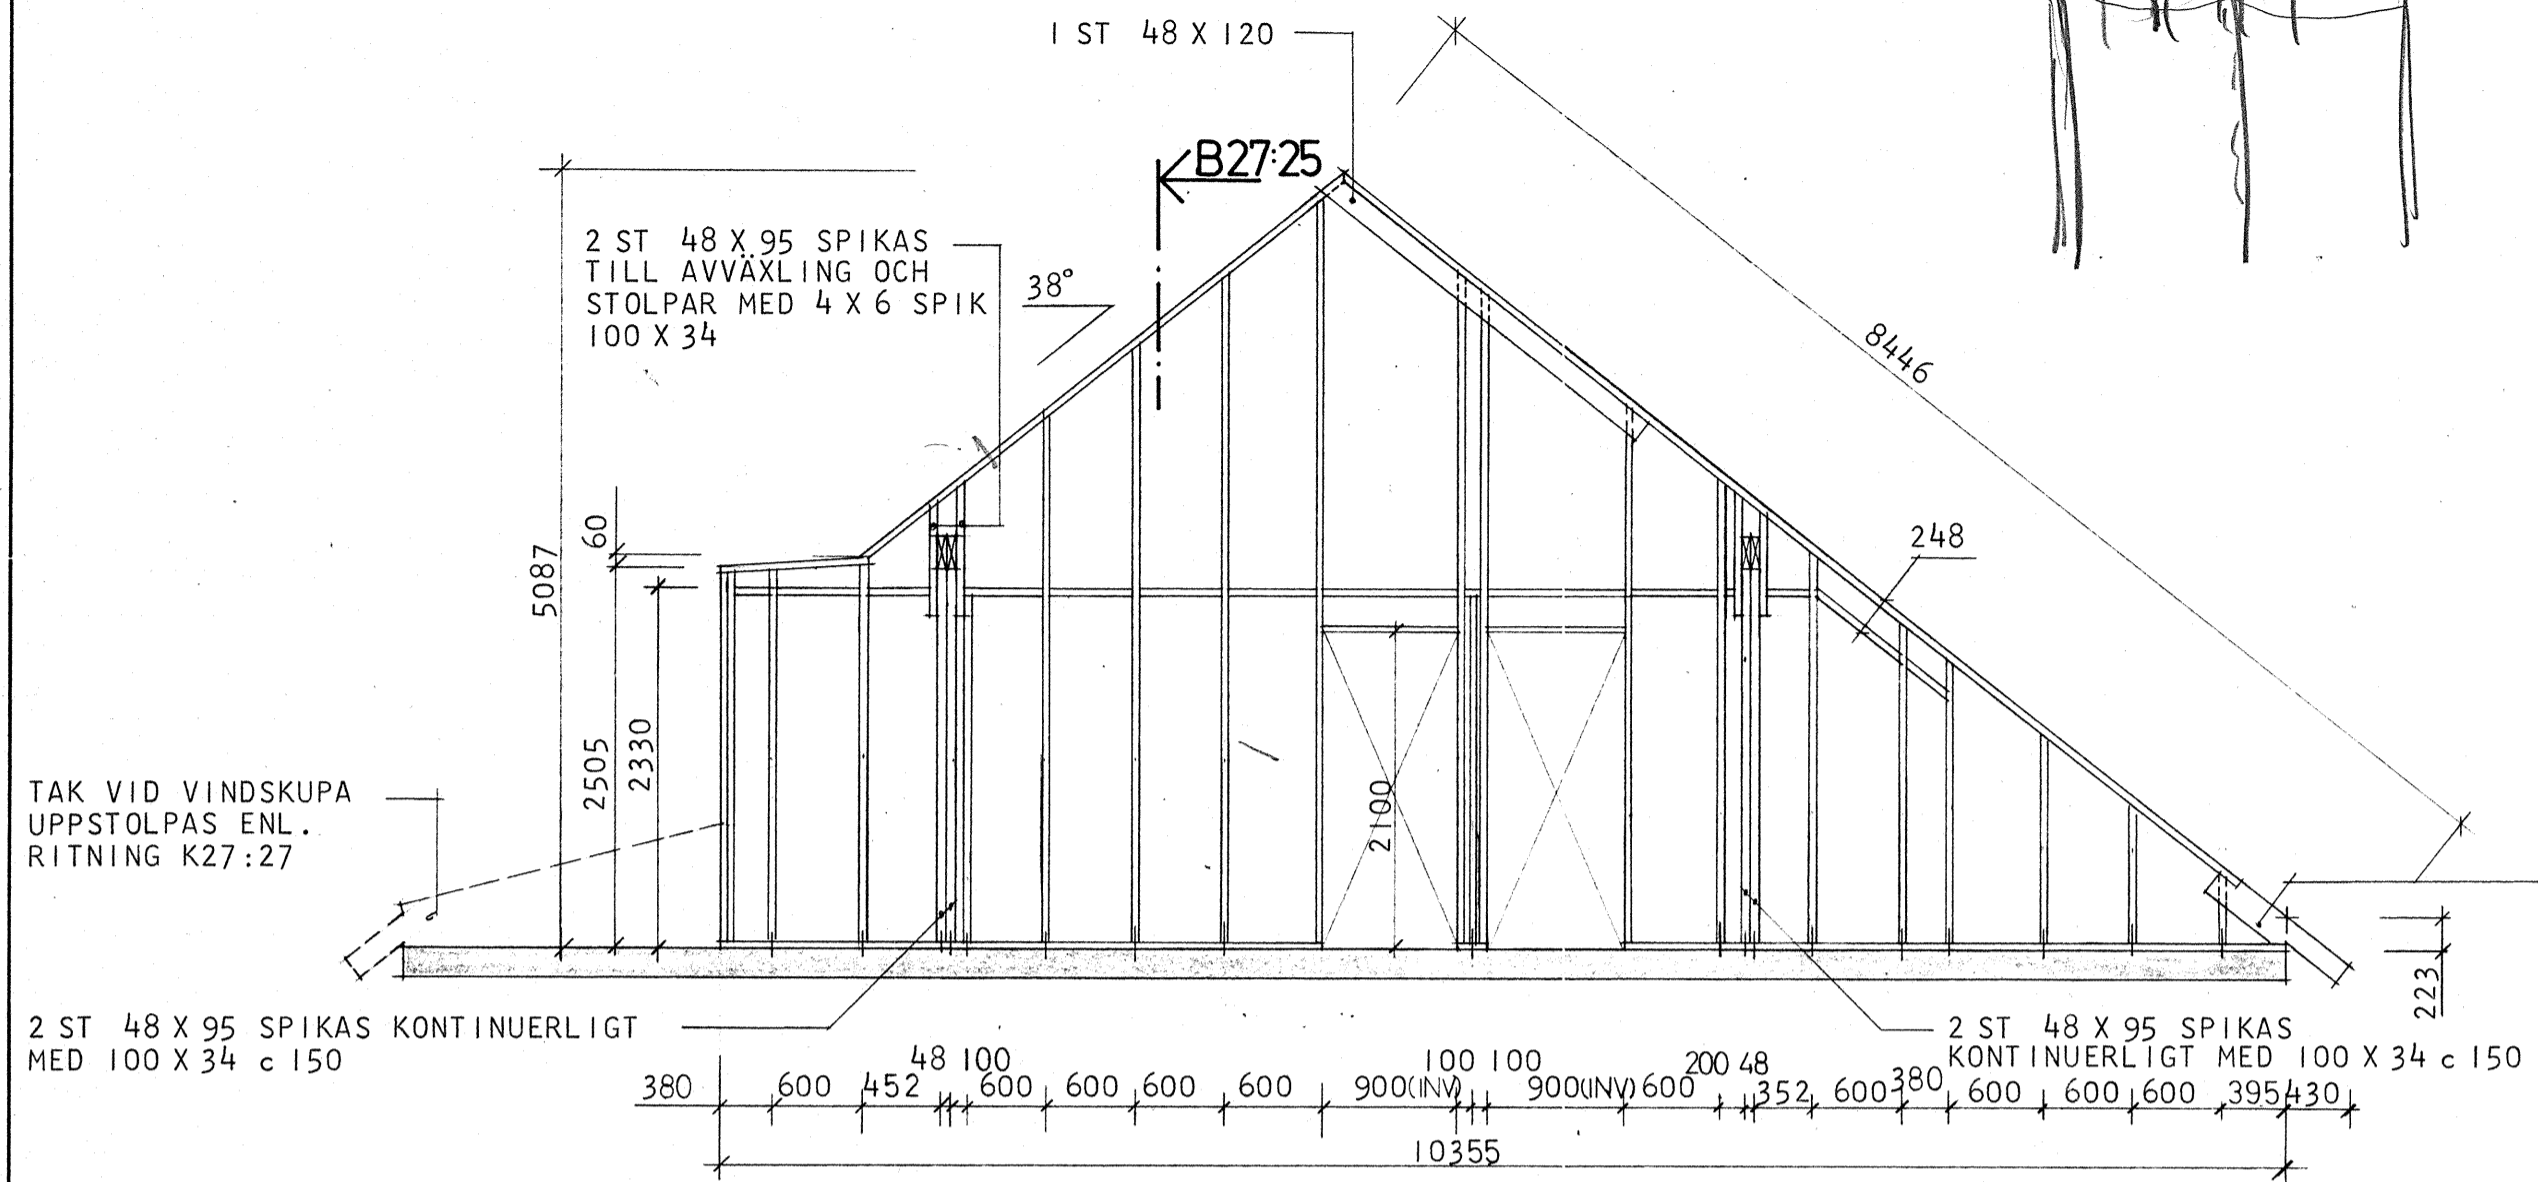 1 ST 48 X 120
B27:25
2 ST 48 X 95 SPIKAS
TILL AVVÄXLING OCH
STOLPAR MED 4 X 6 SPIK
100 X 34
38°
8446
60
5087
248
2505
2330
2100
TAK VID VINDSKUPA
UPPSTOLPAS ENL.
RITNING K27:27
223
2 ST 48 X 95 SPIKAS KONTINUERLIGT
MED 100 X 34 c 150
2 ST 48 X 95 SPIKAS
KONTINUERLIGT MED 100 X 34 c 150
48 100 100 100 200 48
380 600 452 600 600 600 600 900(INV) 900(INV) 600 352 600 380 600 600 600 395 430
10355